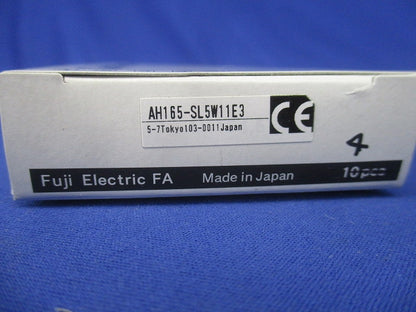 AH165-SL5W11E3
5-7Tokyo103-0011Japan
CE
4
Fuji Electric FA Made in Japan 10pcs